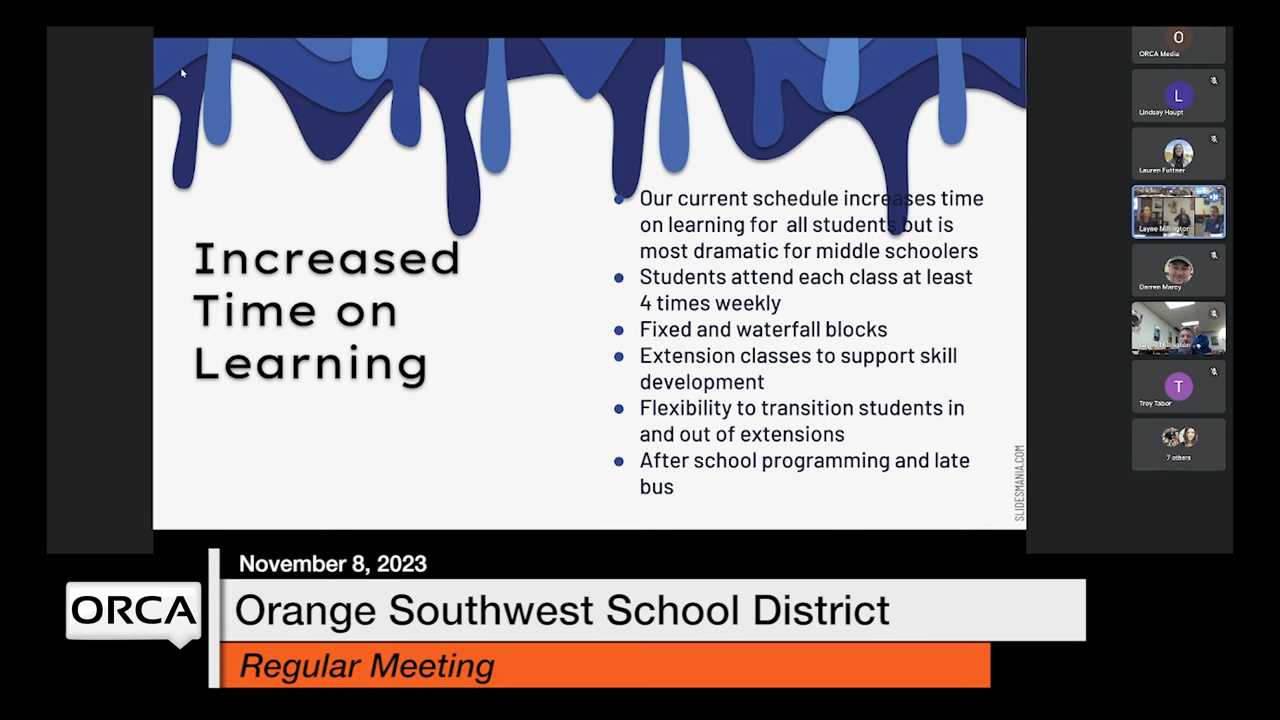 Increased
Time on
Learning
Our current schedule increases time
on learning for all students but is
most dramatic for middle schoolers
Students attend each class at least
4 times weekly
Fixed and waterfall blocks
Extension classes to support skill
development
Flexibility to transition students in
and out of extensions
After school programming and late
bus
SLIDESMANIA.COM
O
ORCA Media
L
Lindsay Haupt
Lauren Futtner
Layne Millington
Darren Marcy
T
Troy Tabor
7 others
November 8, 2023
ORCA
Orange Southwest School District
Regular Meeting